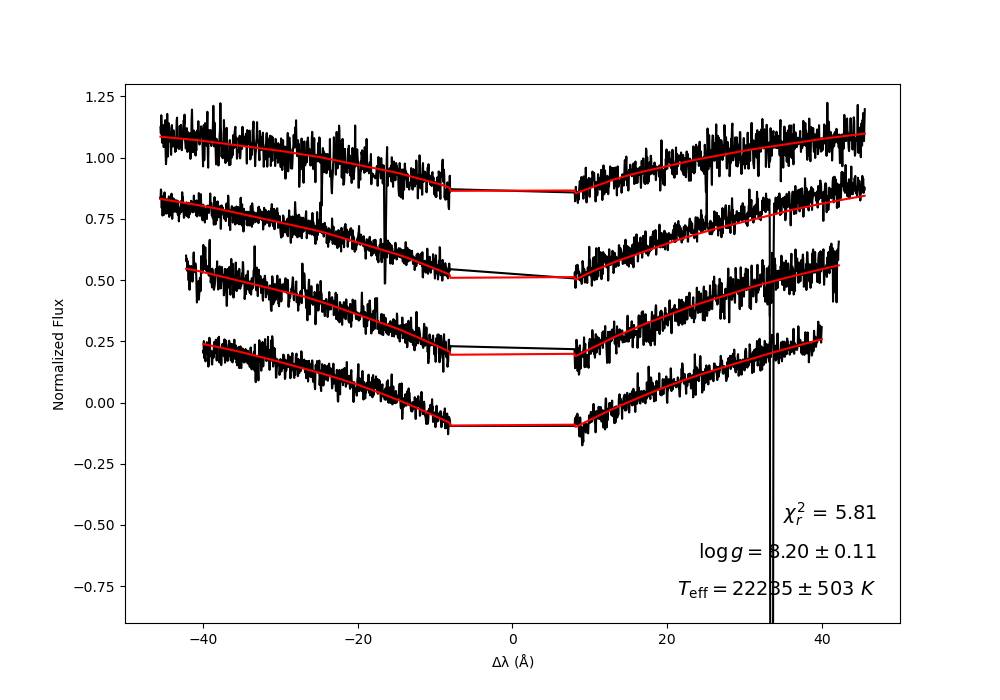 1.25
1.00
0.75
0.50
0.25
0.00
−0.25
−0.50
−0.75
Normalized Flux
χ²ᵣ = 5.81
log g = 8.20 ± 0.11
T_eff = 22235 ± 503 K
−40
−20
0
20
40
Δλ (Å)